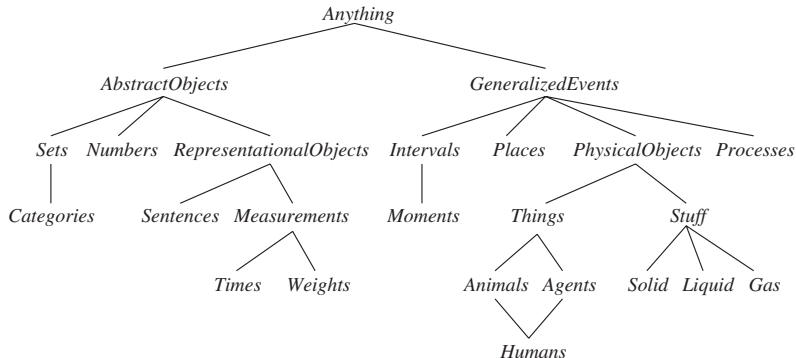 Anything
AbstractObjects GeneralizedEvents
Sets Numbers RepresentationalObjects Intervals Places PhysicalObjects Processes
Categories Sentences Measurements Moments Things Stuff
Times Weights Animals Agents Solid Liquid Gas
Humans